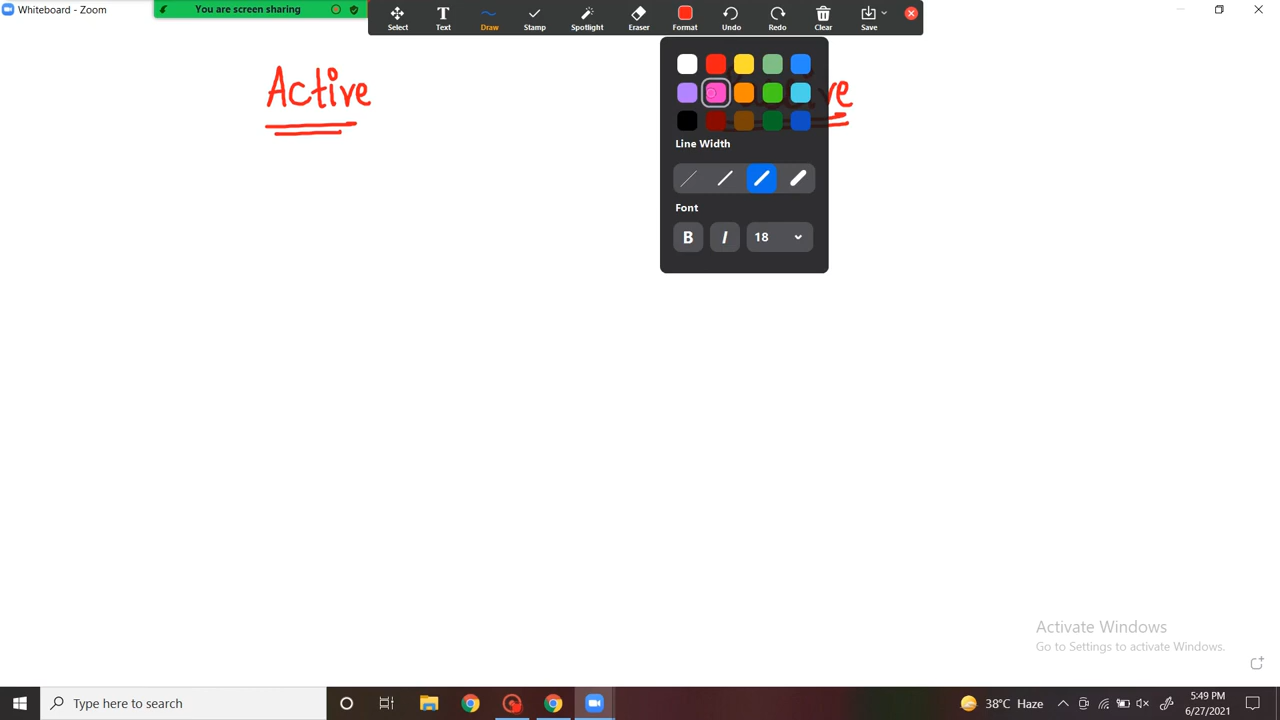 Whiteboard - Zoom
You are screen sharing
Select
Text
Draw
Stamp
Spotlight
Eraser
Format
Undo
Redo
Clear
Save
Active
Line Width
Font
B
I
18
Activate Windows
Go to Settings to activate Windows.
Type here to search
38°C Haze
5:49 PM
6/27/2021